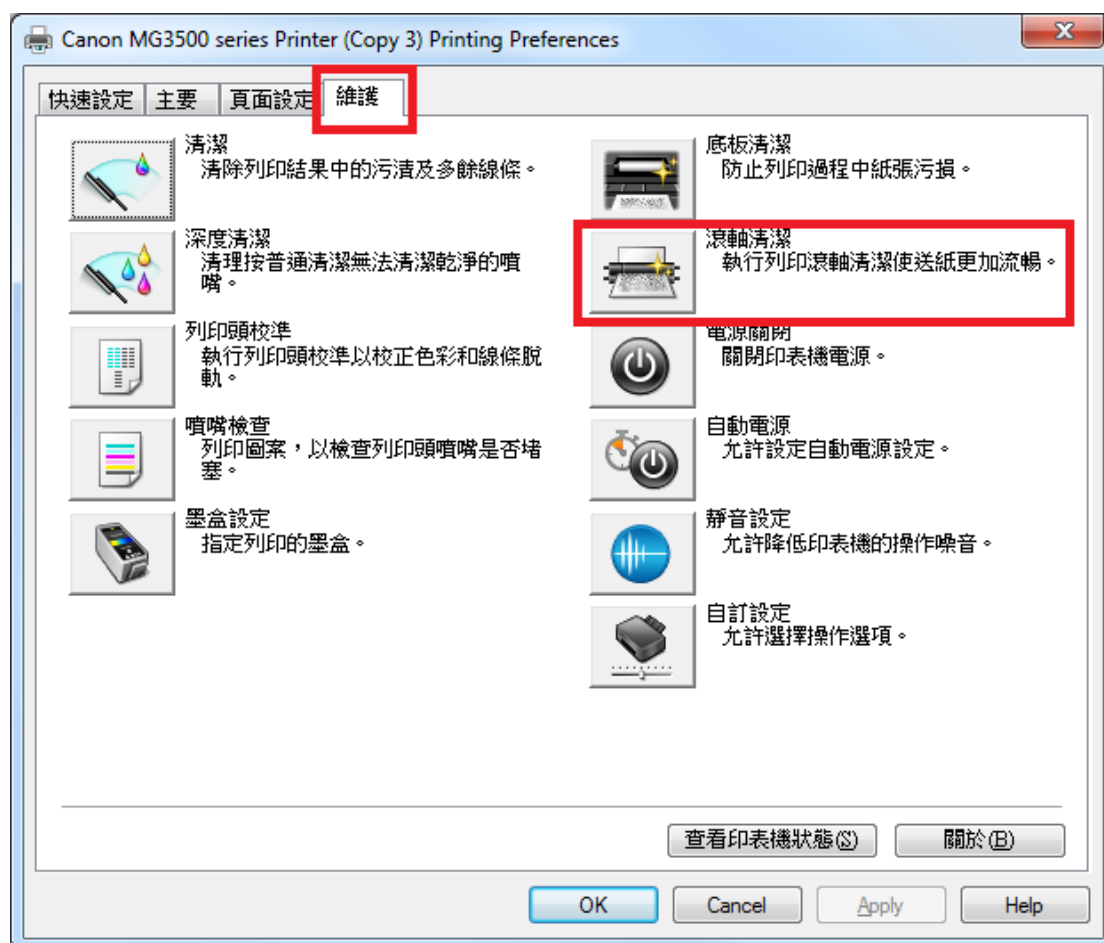 Canon MG3500 series Printer (Copy 3) Printing Preferences
快速設定 主要 頁面設定 維護
清潔
清除列印結果中的污漬及多餘線條。
深度清潔
清理按普通清潔無法清潔乾淨的噴
嘴。
列印頭校準
執行列印頭校準以校正色彩和線條脫
軌。
噴嘴檢查
列印圖案，以檢查列印頭噴嘴是否堵
塞。
墨盒設定
指定列印的墨盒。
底板清潔
防止列印過程中紙張污損。
滾軸清潔
執行列印滾軸清潔使送紙更加流暢。
電源關閉
關閉印表機電源。
自動電源
允許設定自動電源設定。
靜音設定
允許降低印表機的操作噪音。
自訂設定
允許選擇操作選項。
查看印表機狀態(S) 關於(B)
OK Cancel Apply Help